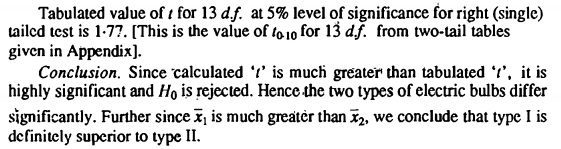 Tabulated value of t for 13 d.f. at 5% level of significance for right (single)
tailed test is 1·77. [This is the value of t₀·₁₀ for 13 d.f. from two-tail tables
given in Appendix].
Conclusion. Since calculated ‘t’ is much greater than tabulated ‘t’, it is
highly significant and H₀ is rejected. Hence the two types of electric bulbs differ
significantly. Further since x̄₁ is much greater than x̄₂, we conclude that type I is
definitely superior to type II.